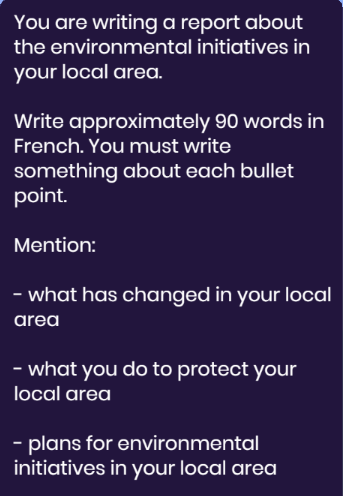 You are writing a report about
the environmental initiatives in
your local area.
Write approximately 90 words in
French. You must write
something about each bullet
point.
Mention:
- what has changed in your local
area
- what you do to protect your
local area
- plans for environmental
initiatives in your local area